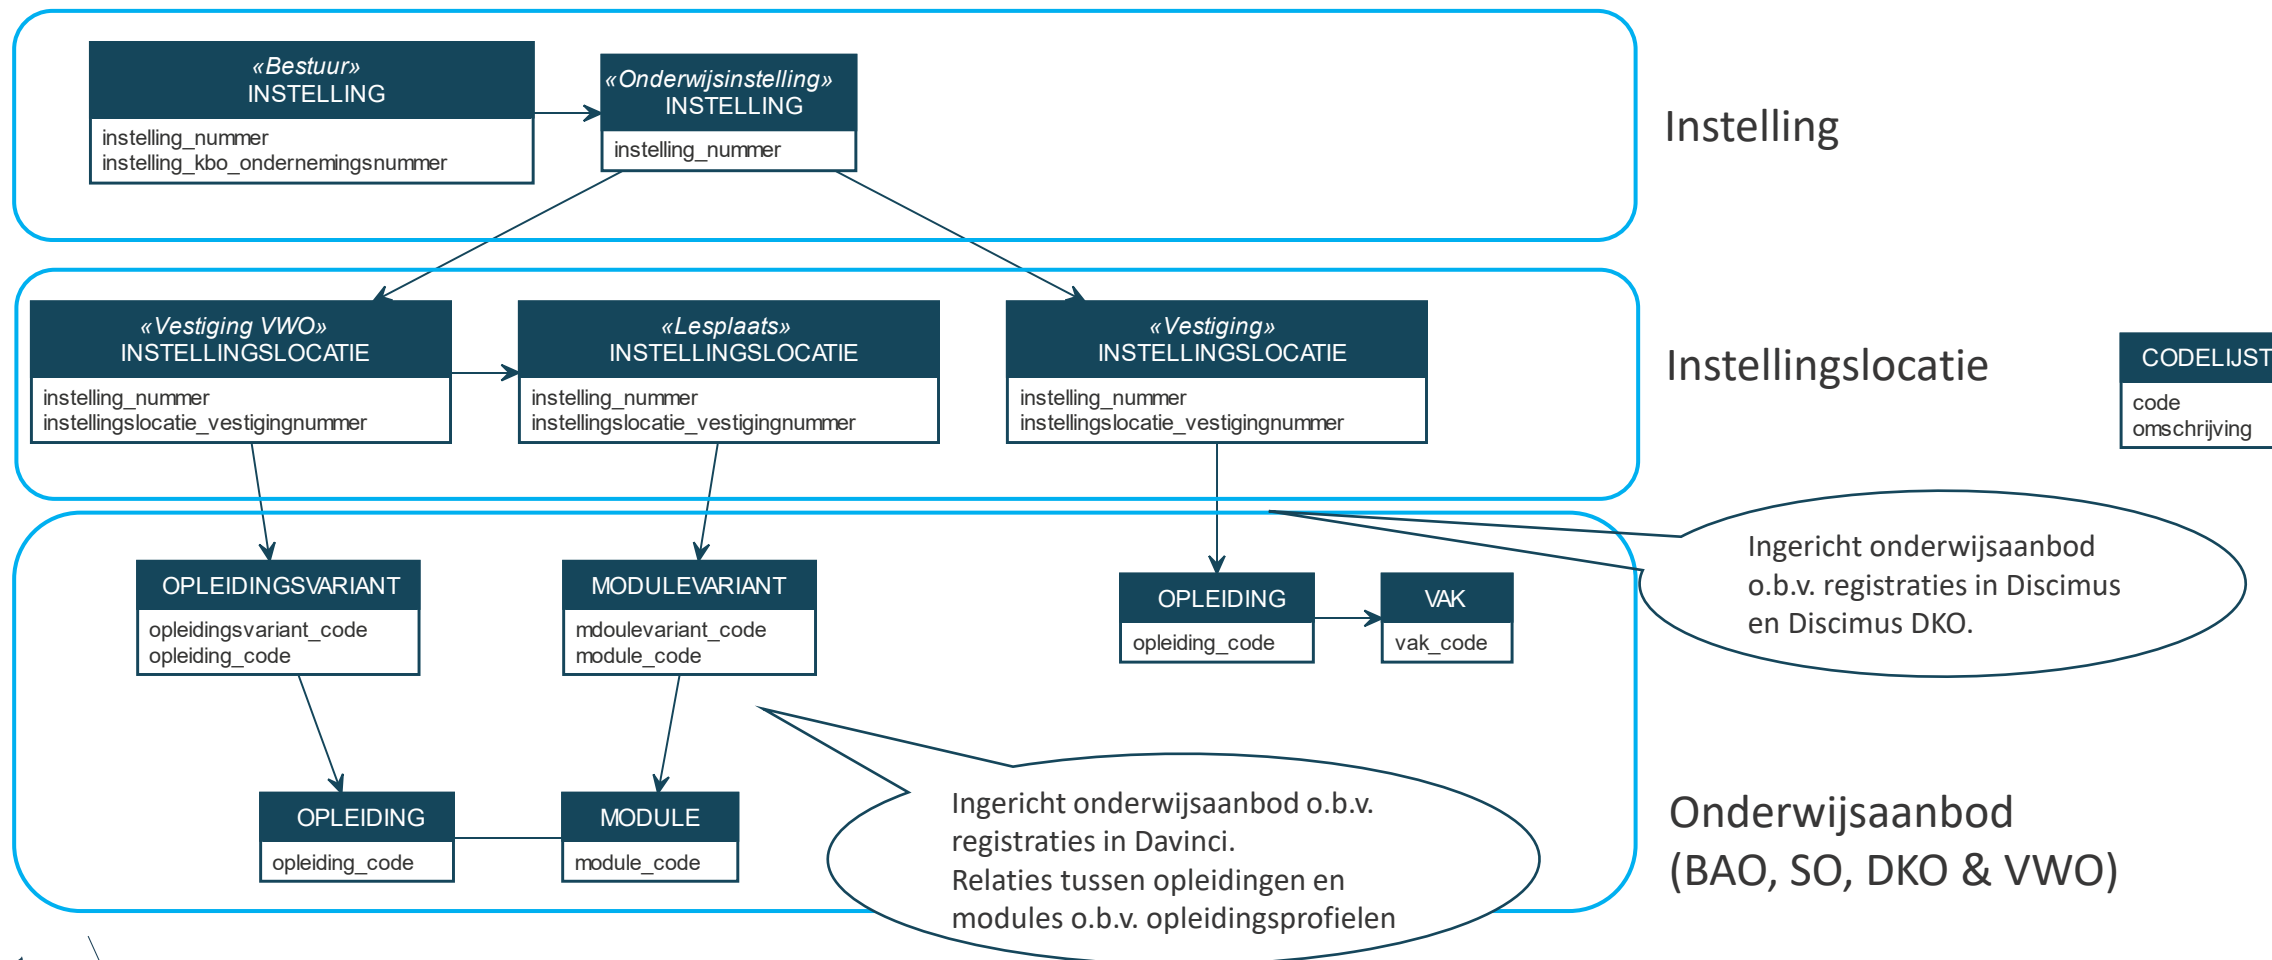 «Bestuur»
INSTELLING
instelling_nummer
instelling_kbo_ondernemingsnummer
«Onderwijsinstelling»
INSTELLING
instelling_nummer
Instelling
«Vestiging VWO»
INSTELLINGSLOCATIE
instelling_nummer
instellingslocatie_vestigingnummer
«Lesplaats»
INSTELLINGSLOCATIE
instelling_nummer
instellingslocatie_vestigingnummer
«Vestiging»
INSTELLINGSLOCATIE
instelling_nummer
instellingslocatie_vestigingnummer
Instellingslocatie
CODELIJST
code
omschrijving
OPLEIDINGSVARIANT
opleidingsvariant_code
opleiding_code
MODULEVARIANT
mdoulevariant_code
module_code
OPLEIDING
opleiding_code
VAK
vak_code
Ingericht onderwijsaanbod
o.b.v. registraties in Discimus
en Discimus DKO.
OPLEIDING
opleiding_code
MODULE
module_code
Ingericht onderwijsaanbod o.b.v.
registraties in Davinci.
Relaties tussen opleidingen en
modules o.b.v. opleidingsprofielen
Onderwijsaanbod
(BAO, SO, DKO & VWO)